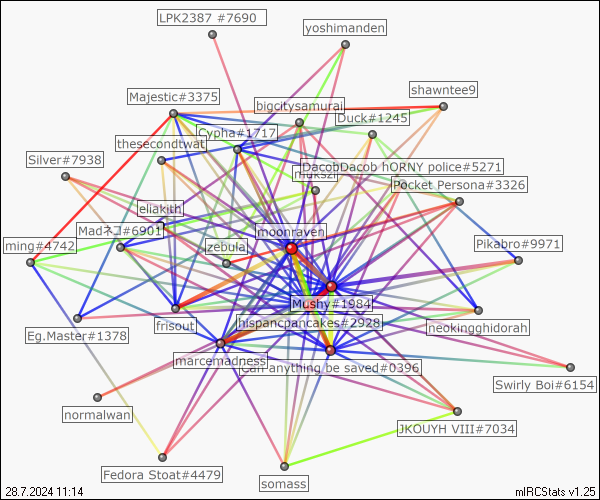 LPK2387 #7690
yoshimanden
shawntee9
Majestic#3375
bigcitysamurai
Duck#1245
Cypha#1717
thesecondtwat
Silver#7938
DacobDacob hORNY police#5271
Pocket Persona#3326
eliakith
Madネコ#6901
moonraven
ming#4742
zebula
Pikabro#9971
Mushy#1984
hispancpancakes#2928
frisout
neokingghidorah
Eg.Master#1378
marcemadness
Can anything be saved#0396
Swirly Boi#6154
normalwan
JKOUYH VIII#7034
Fedora Stoat#4479
somass
28.7.2024 11:14
mIRCStats v1.25